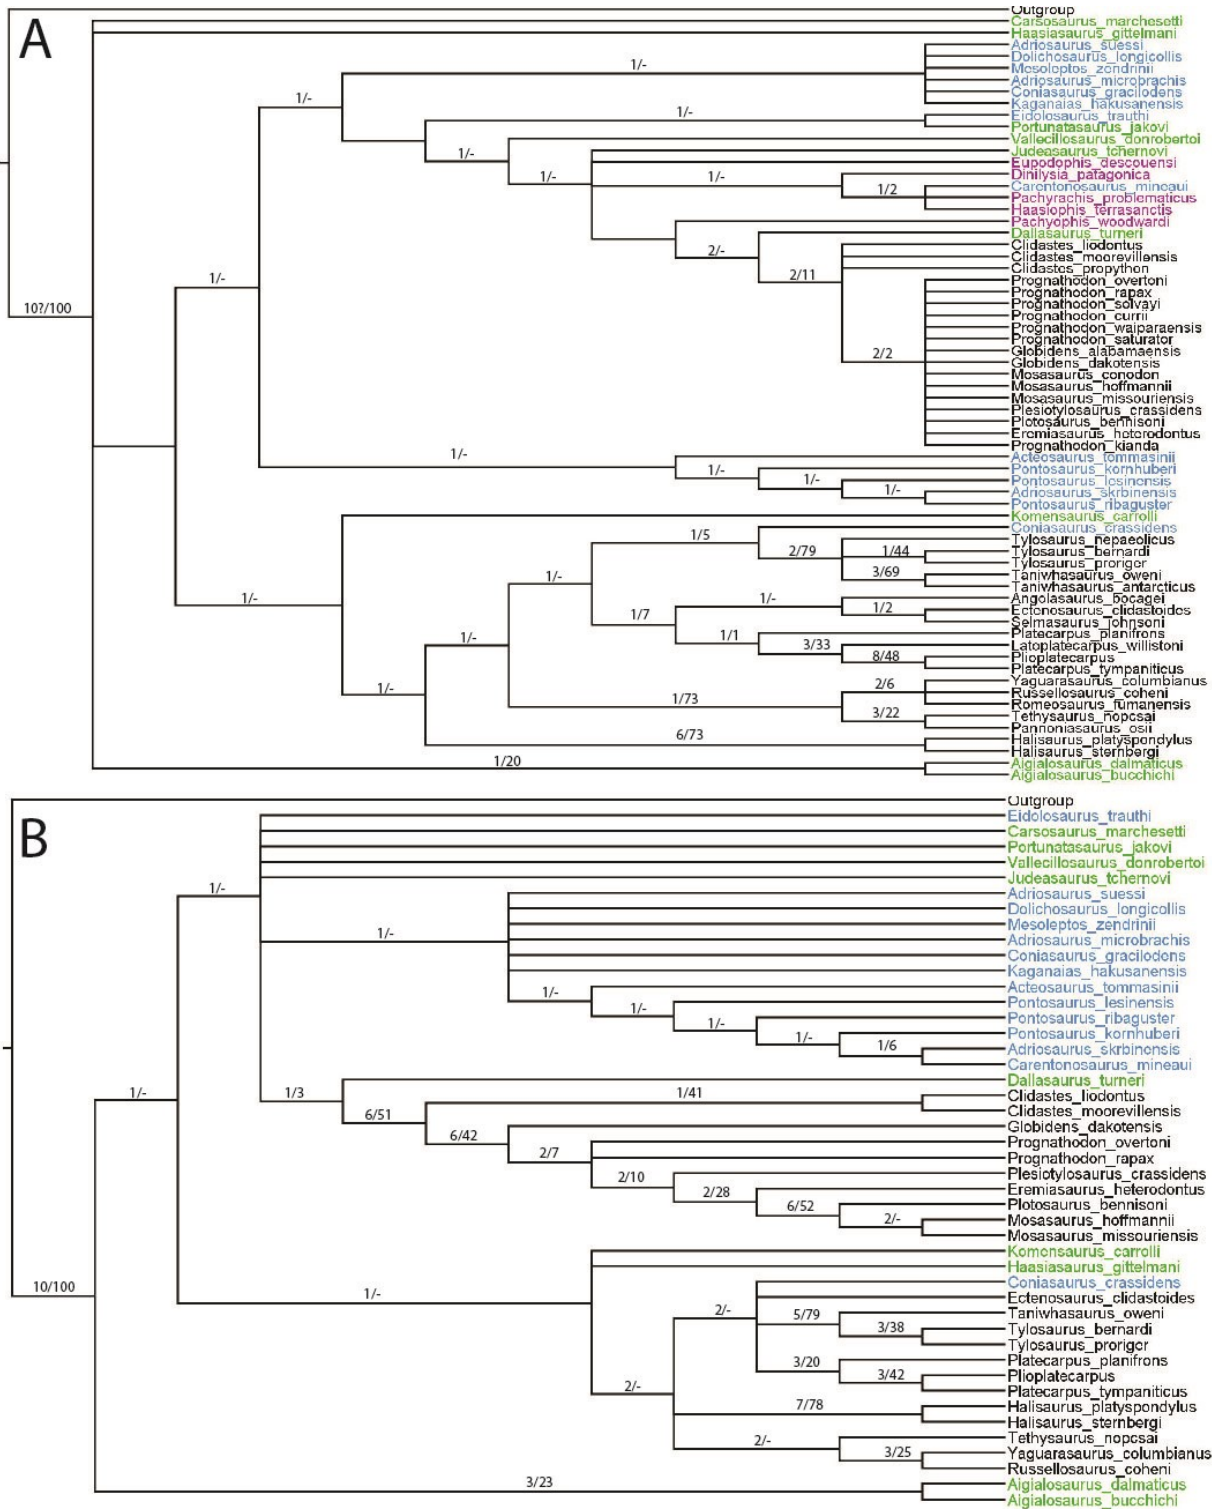 A
Outgroup
Carsosaurus_marchesetti
Haasiasaurus_gittelmani
Adriosaurus_suessi
Dolichosaurus_longicollis
1/-
Mesoleptos_zendrinii
Adriosaurus_microbrachis
Coniasaurus_gracilodens
1/-
Kaganaias_hakusanensis
1/-
Eidolosaurus_trauthi
Portunatasaurus_jakovi
Vallecillosaurus_donrobertoi
1/-
Judeasaurus_tchernovi
Eupodophis_descouensi
1/-
1/-
Dinilysia_patagonica
1/2
Carentonosaurus_mineaui
Pachyrachis_problematicus
Haasiophis_terrasanctis
Pachyophis_woodwardi
Dallasaurus_turneri
2/-
Clidastes_liodontus
Clidastes_moorevillensis
2/11
Clidastes_propython
1/-
Prognathodon_overtoni
Prognathodon_rapax
Prognathodon_solvayi
10?/100
Prognathodon_currii
Prognathodon_waiparaensis
Prognathodon_saturator
2/2
Globidens_alabamaensis
Globidens_dakotensis
Mosasaurus_conodon
Mosasaurus_hoffmannii
Mosasaurus_missouriensis
Plesiotylosaurus_crassidens
Plotosaurus_bennisoni
Eremiasaurus_heterodontus
Prognathodon_kianda
1/-
Acteosaurus_tommasinii
1/-
Pontosaurus_kornhuberi
1/-
Pontosaurus_lesinensis
1/-
Adriosaurus_skrbinensis
Pontosaurus_ribaguster
Komensaurus_carrolli
1/5
Coniasaurus_crassidens
Tylosaurus_nepaeolicus
2/79
1/44
Tylosaurus_bernardi
Tylosaurus_proriger
1/-
3/69
Taniwhasaurus_oweni
Taniwhasaurus_antarcticus
1/-
1/-
Angolasaurus_bocagei
1/7
1/2
Ectenosaurus_clidastoides
Selmasaurus_johnsoni
1/-
1/1
Platecarpus_planifrons
3/33
Latoplatecarpus_willistoni
8/48
Plioplatecarpus
Platecarpus_tympaniticus
1/-
2/6
Yaguarasaurus_columbianus
1/73
Russellosaurus_coheni
Romeosaurus_fumanensis
3/22
Tethysaurus_nopcsai
Pannoniasaurus_osii
6/73
Halisaurus_platyspondylus
Halisaurus_sternbergi
1/20
Aigialosaurus_dalmaticus
Aigialosaurus_bucchichi
B
Outgroup
Eidolosaurus_trauthi
Carsosaurus_marchesetti
Portunatasaurus_jakovi
Vallecillosaurus_donrobertoi
1/-
Judeasaurus_tchernovi
Adriosaurus_suessi
Dolichosaurus_longicollis
Mesoleptos_zendrinii
1/-
Adriosaurus_microbrachis
Coniasaurus_gracilodens
Kaganaias_hakusanensis
1/-
Acteosaurus_tommasinii
1/-
Pontosaurus_lesinensis
1/-
Pontosaurus_ribaguster
1/-
Pontosaurus_kornhuberi
1/6
Adriosaurus_skrbinensis
Carentonosaurus_mineaui
1/-
1/3
Dallasaurus_turneri
1/41
Clidastes_liodontus
6/51
Clidastes_moorevillensis
6/42
Globidens_dakotensis
2/7
Prognathodon_overtoni
Prognathodon_rapax
2/10
Plesiotylosaurus_crassidens
2/28
Eremiasaurus_heterodontus
6/52
Plotosaurus_bennisoni
2/-
Mosasaurus_hoffmannii
Mosasaurus_missouriensis
Komensaurus_carrolli
Haasiasaurus_gittelmani
10/100
1/-
Coniasaurus_crassidens
2/-
Ectenosaurus_clidastoides
5/79
Taniwhasaurus_oweni
3/38
Tylosaurus_bernardi
Tylosaurus_proriger
3/20
Platecarpus_planifrons
3/42
Plioplatecarpus
2/-
Platecarpus_tympaniticus
7/78
Halisaurus_platyspondylus
Halisaurus_sternbergi
2/-
Tethysaurus_nopcsai
3/25
Yaguarasaurus_columbianus
Russellosaurus_coheni
3/23
Aigialosaurus_dalmaticus
Aigialosaurus_bucchichi